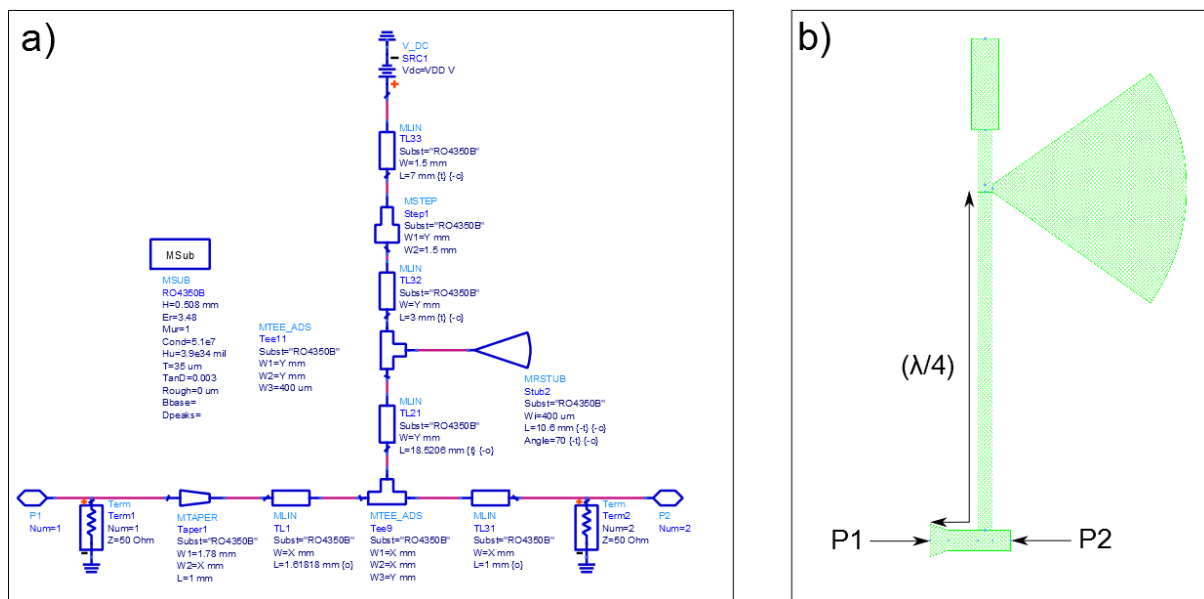 a)
V_DC
SRC1
Vdc=VDD V
MLIN
TL33
Subst="RO4350B"
W=1.5 mm
L=7 mm {t} {-o}
MSTEP
Step1
Subst="RO4350B"
W1=Y mm
W2=1.5 mm
MSub
MSUB
RO4350B
H=0.508 mm
Er=3.48
Mur=1
Cond=5.1e7
Hu=3.9e34 mil
T=35 um
TanD=0.003
Rough=0 um
Bbase=
Dpeaks=
MLIN
TL32
Subst="RO4350B"
W=Y mm
L=3 mm {t} {-o}
MTEE_ADS
Tee11
Subst="RO4350B"
W1=Y mm
W2=Y mm
W3=400 um
MRSTUB
Stub2
Subst="RO4350B"
Wi=400 um
L=10.6 mm {-t} {-o}
Angle=70 {-t} {-o}
MLIN
TL21
Subst="RO4350B"
W=Y mm
L=18.5206 mm {t} {-o}
P1
Num=1
Term
Term1
Num=1
Z=50 Ohm
MTAPER
Taper1
Subst="RO4350B"
W1=1.78 mm
W2=X mm
L=1 mm
MLIN
TL1
Subst="RO4350B"
W=X mm
L=1.61818 mm {o}
MTEE_ADS
Tee9
Subst="RO4350B"
W1=X mm
W2=X mm
W3=Y mm
MLIN
TL31
Subst="RO4350B"
W=X mm
L=1 mm {o}
Term
Term2
Num=2
Z=50 Ohm
P2
Num=2
b)
(λ/4)
P1
P2